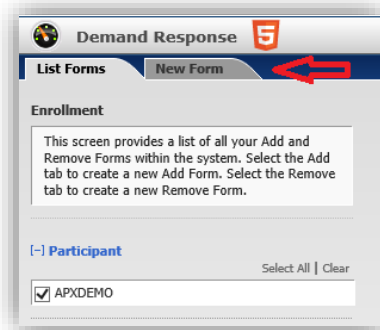 Demand Response 5
List Forms New Form
Enrollment
This screen provides a list of all your Add and
Remove Forms within the system. Select the Add
tab to create a new Add Form. Select the Remove
tab to create a new Remove Form.
[-] Participant
Select All | Clear
APXDEMO